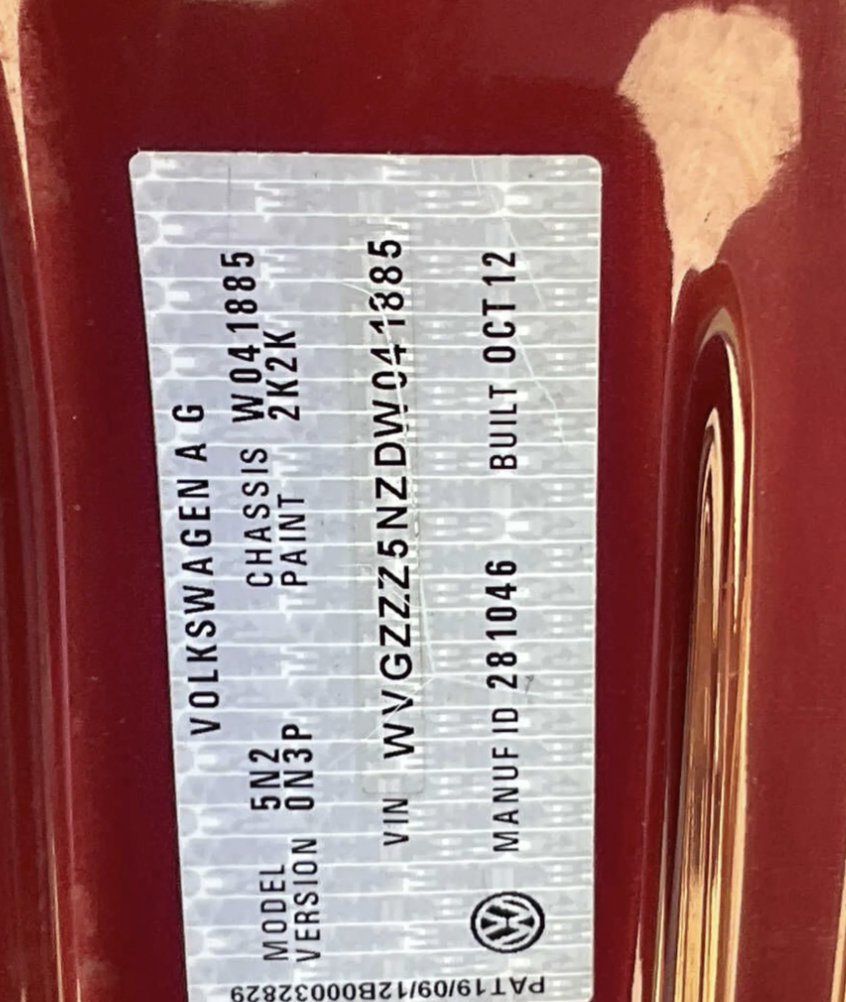 VOLKSWAGEN A G
MODEL 5N2 CHASSIS W041885
VERSION 0N3P PAINT 2K2K
VIN WVGZZZ5NZDW041885
MANUF ID 281046 BUILT OCT 12
PAT19/09/12B00032829